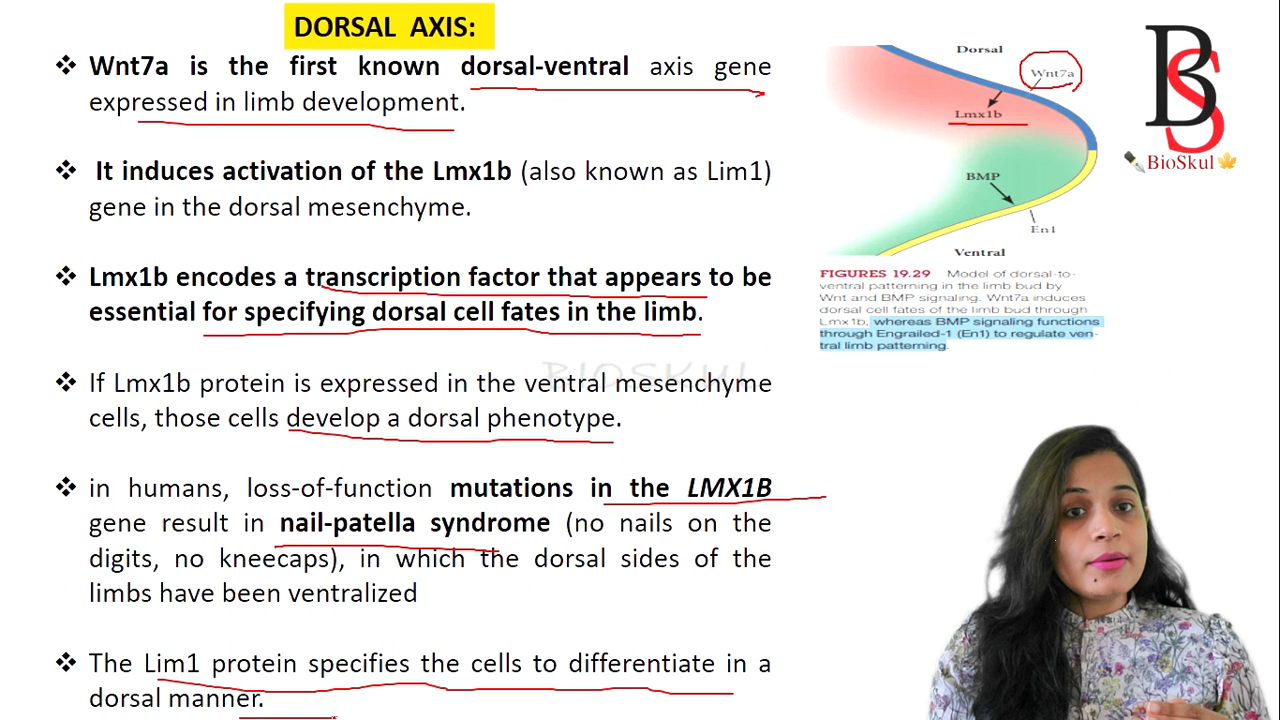 DORSAL AXIS:
❖ Wnt7a is the first known dorsal-ventral axis gene
expressed in limb development.
❖ It induces activation of the Lmx1b (also known as Lim1)
gene in the dorsal mesenchyme.
❖ Lmx1b encodes a transcription factor that appears to be
essential for specifying dorsal cell fates in the limb.
❖ If Lmx1b protein is expressed in the ventral mesenchyme
cells, those cells develop a dorsal phenotype.
❖ in humans, loss-of-function mutations in the LMX1B
gene result in nail-patella syndrome (no nails on the
digits, no kneecaps), in which the dorsal sides of the
limbs have been ventralized
❖ The Lim1 protein specifies the cells to differentiate in a
dorsal manner.
Dorsal
Wnt7a
Lmx1b
BMP
En1
Ventral
FIGURES 19.29 Model of dorsal-to-
ventral patterning in the limb bud by
Wnt and BMP signaling. Wnt7a induces
dorsal cell fates of the limb bud through
Lmx1b, whereas BMP signaling functions
through Engrailed-1 (En1) to regulate ven-
tral limb patterning.
BS
BioSkul
BIOSKUL